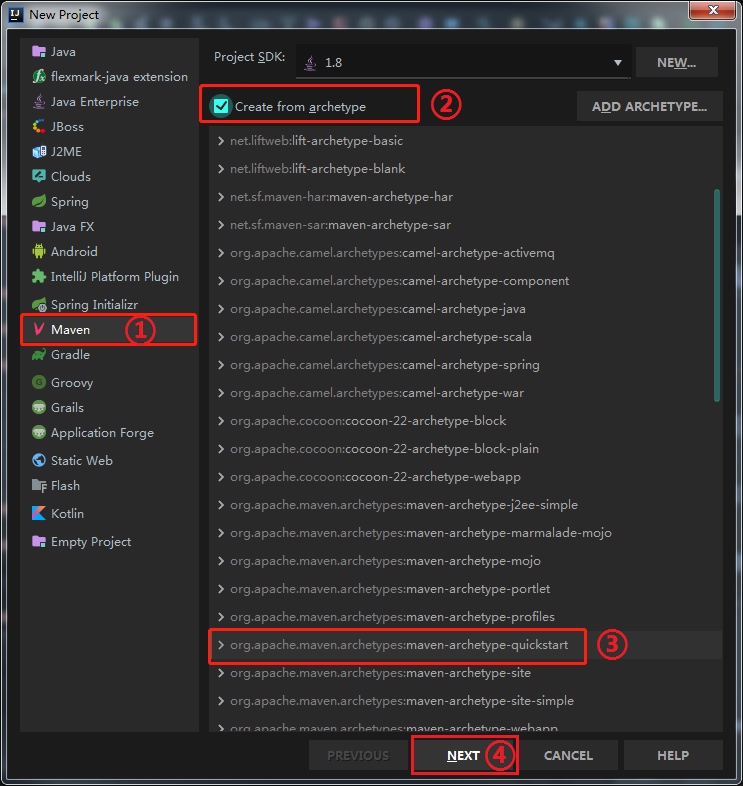 New Project
Java
flexmark-java extension
Java Enterprise
JBoss
J2ME
Clouds
Spring
Java FX
Android
IntelliJ Platform Plugin
Spring Initializr
Maven ①
Gradle
Groovy
Grails
Application Forge
Static Web
Flash
Kotlin
Empty Project
Project SDK: 1.8 NEW...
Create from archetype ② ADD ARCHETYPE...
net.liftweb:lift-archetype-basic
net.liftweb:lift-archetype-blank
net.sf.maven-har:maven-archetype-har
net.sf.maven-sar:maven-archetype-sar
org.apache.camel.archetypes:camel-archetype-activemq
org.apache.camel.archetypes:camel-archetype-component
org.apache.camel.archetypes:camel-archetype-java
org.apache.camel.archetypes:camel-archetype-scala
org.apache.camel.archetypes:camel-archetype-spring
org.apache.camel.archetypes:camel-archetype-war
org.apache.cocoon:cocoon-22-archetype-block
org.apache.cocoon:cocoon-22-archetype-block-plain
org.apache.cocoon:cocoon-22-archetype-webapp
org.apache.maven.archetypes:maven-archetype-j2ee-simple
org.apache.maven.archetypes:maven-archetype-marmalade-mojo
org.apache.maven.archetypes:maven-archetype-mojo
org.apache.maven.archetypes:maven-archetype-portlet
org.apache.maven.archetypes:maven-archetype-profiles
org.apache.maven.archetypes:maven-archetype-quickstart ③
org.apache.maven.archetypes:maven-archetype-site
org.apache.maven.archetypes:maven-archetype-site-simple
org.apache.maven.archetypes:maven-archetype-webapp
PREVIOUS NEXT ④ CANCEL HELP